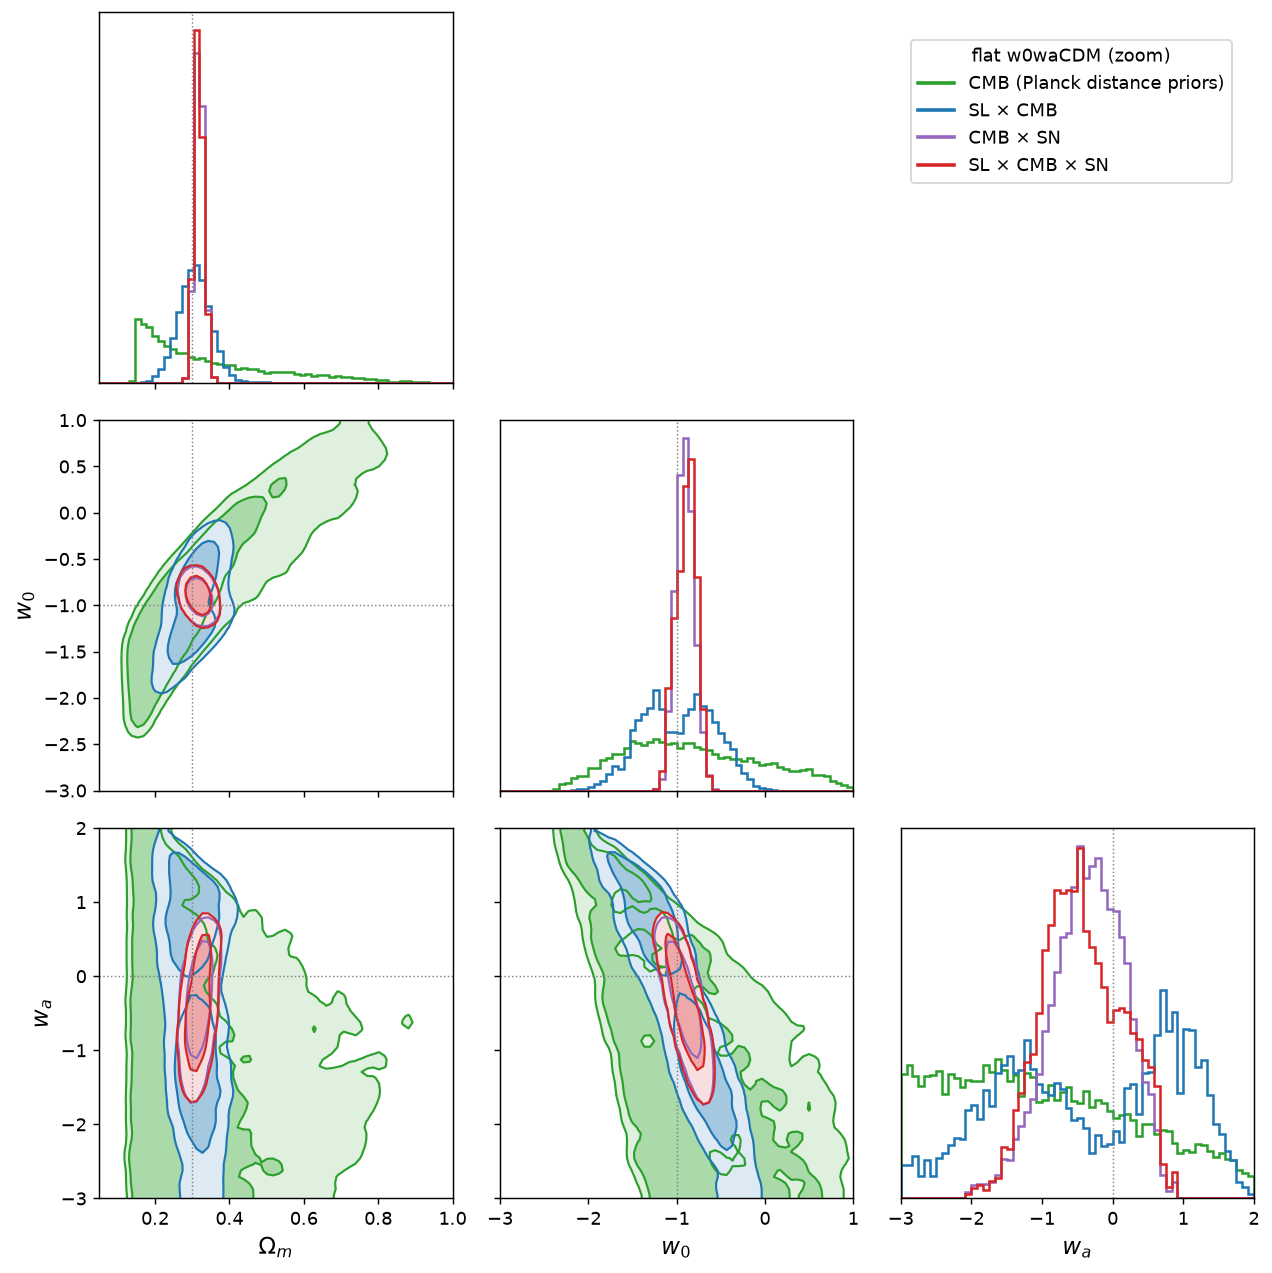 flat w0waCDM (zoom)
CMB (Planck distance priors)
SL × CMB
CMB × SN
SL × CMB × SN
1.0
0.5
0.0
−0.5
−1.0
−1.5
−2.0
−2.5
−3.0
w0
2
1
0
−1
−2
−3
wa
0.2 0.4 0.6 0.8 1.0
Ωm
−3 −2 −1 0 1
w0
−3 −2 −1 0 1 2
wa